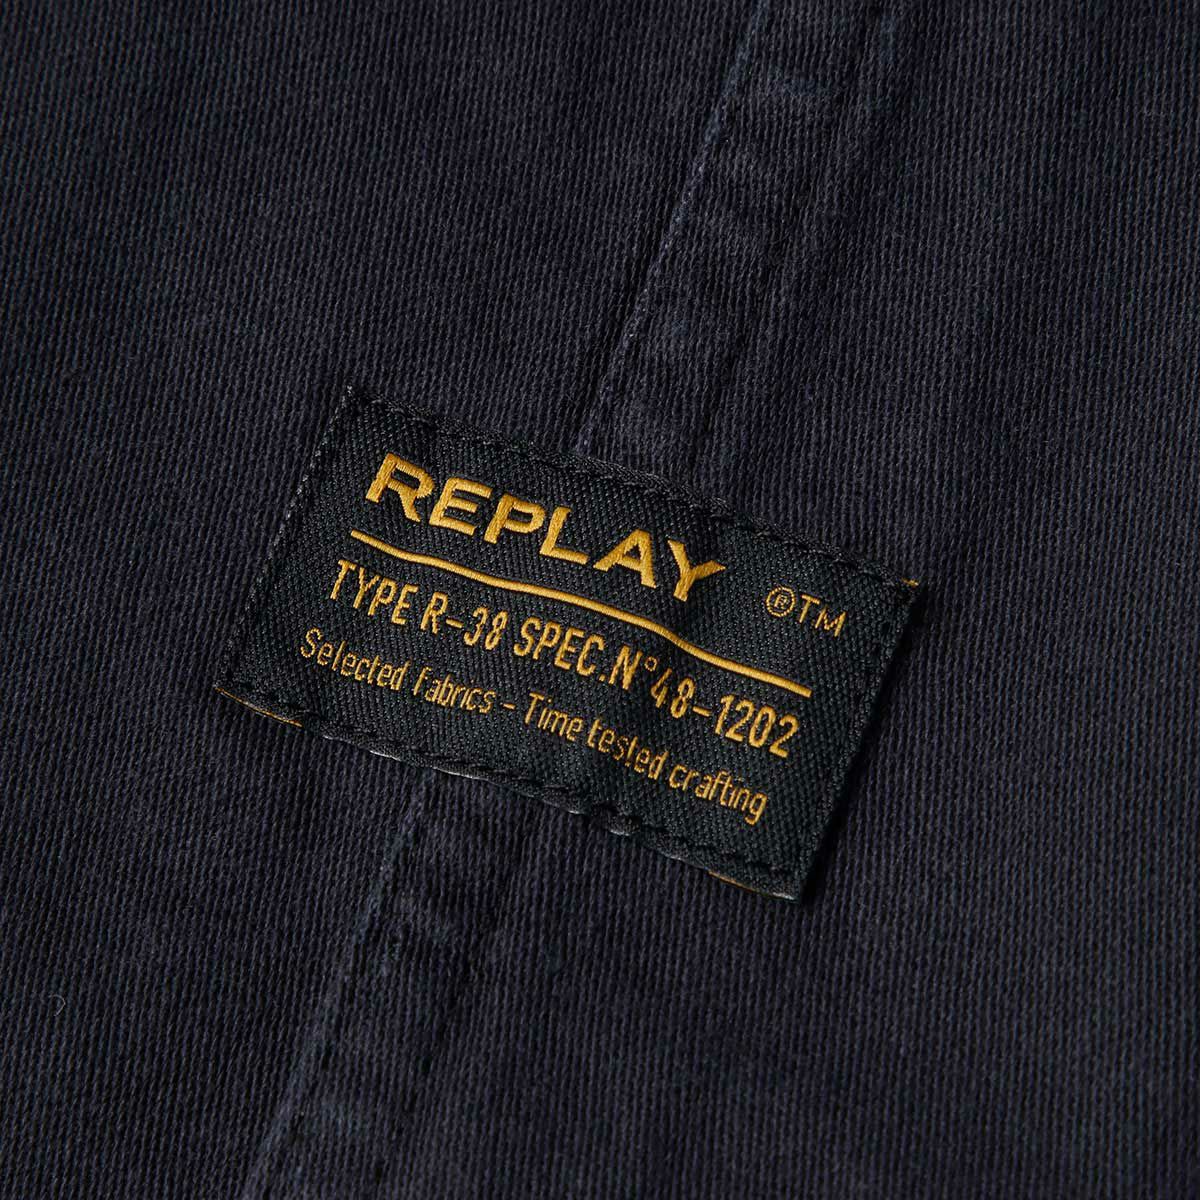 REPLAY ®TM
TYPE R-38 SPEC.N°48-1202
Selected fabrics - Time tested crafting